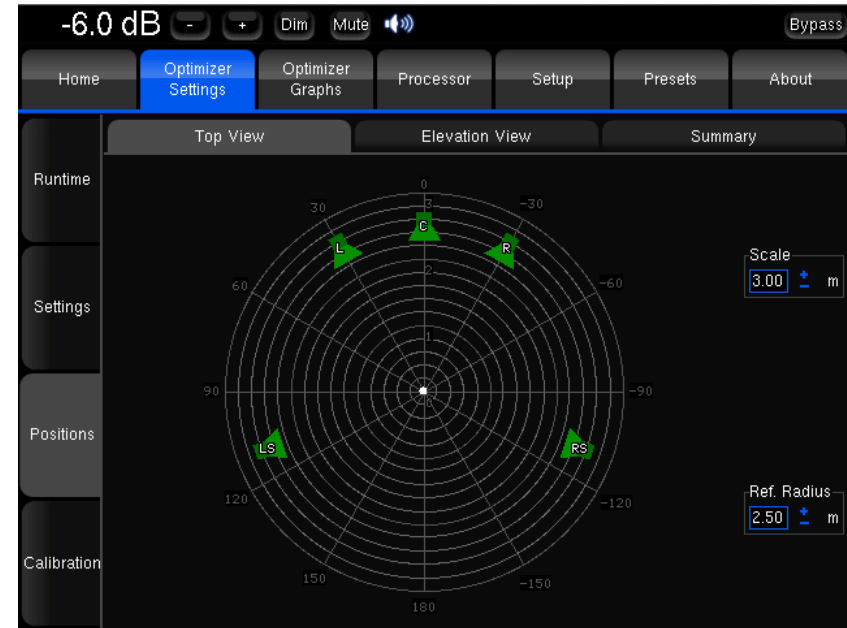 -6.0 dB - + Dim Mute Bypass
Home
Optimizer
Settings
Optimizer
Graphs
Processor
Setup
Presets
About
Top View
Elevation View
Summary
Runtime
Settings
Positions
Calibration
0
30
-30
3
L
C
R
2
60
-60
1
90
-90
0
LS
RS
120
-120
150
-150
180
Scale
3.00 + - m
Ref. Radius
2.50 + - m